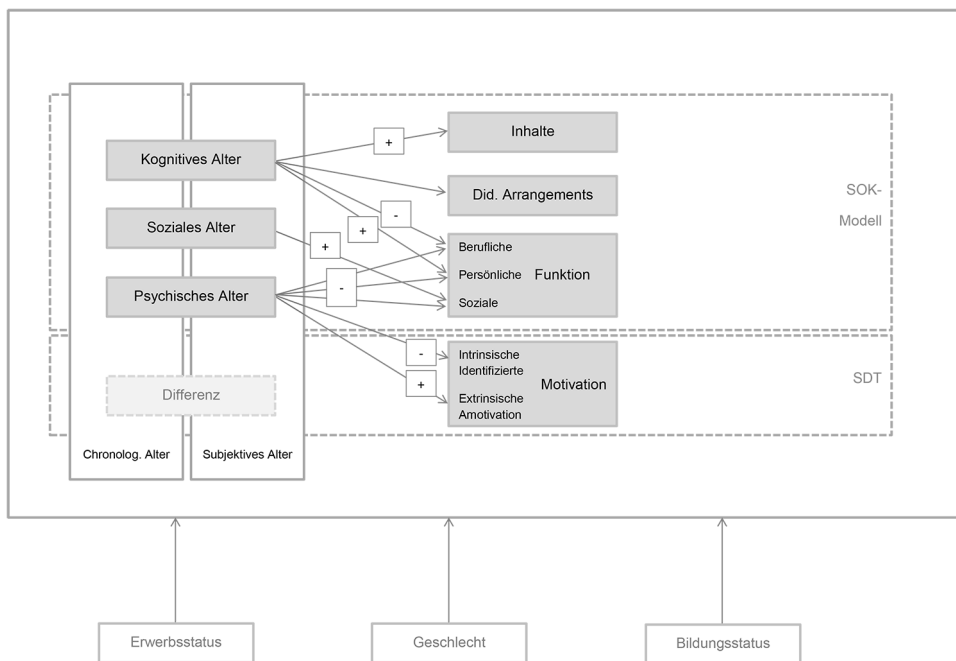 Inhalte
+
Kognitives Alter
Did. Arrangements
SOK-
Modell
-
Soziales Alter
+
+
Berufliche
Persönliche Funktion
Soziale
Psychisches Alter
-
-
Intrinsische
Identifizierte
Motivation
+
Extrinsische
Amotivation
SDT
Differenz
Chronolog. Alter
Subjektives Alter
Erwerbsstatus
Geschlecht
Bildungsstatus